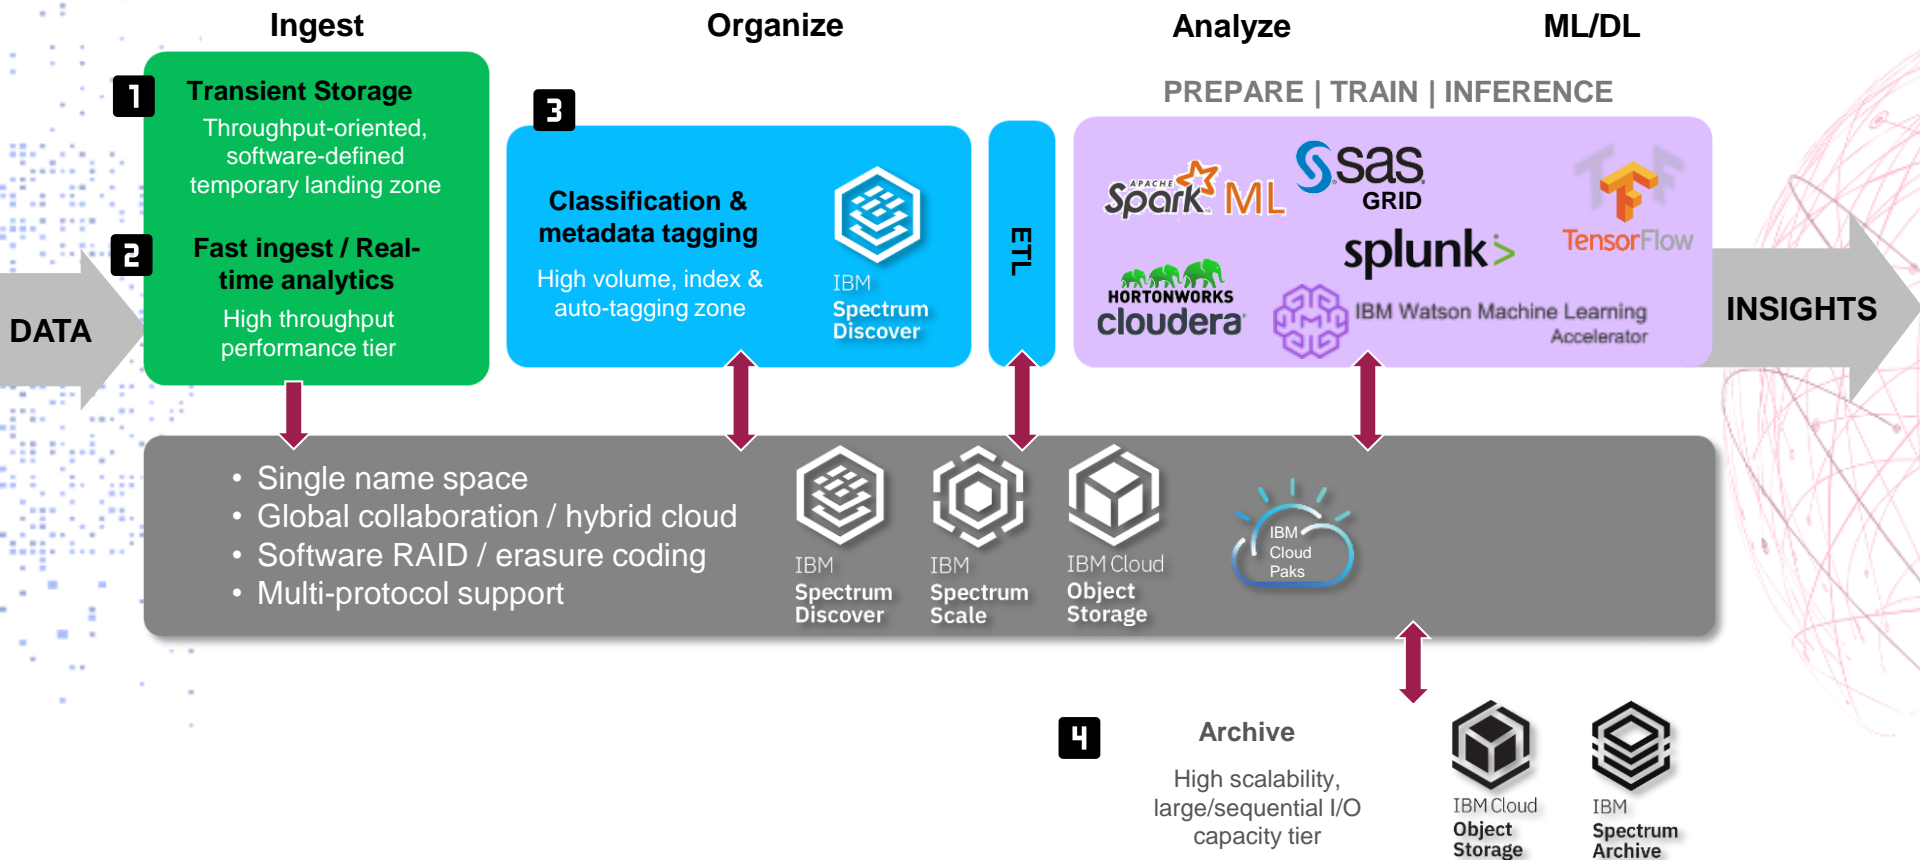 Ingest
Organize
Analyze
ML/DL
PREPARE | TRAIN | INFERENCE
1
Transient Storage
Throughput-oriented,
software-defined
temporary landing zone
2
Fast ingest / Real-
time analytics
High throughput
performance tier
DATA
3
Classification &
metadata tagging
High volume, index &
auto-tagging zone
IBM
Spectrum
Discover
ETL
APACHE
Spark ML
sas
GRID
TensorFlow
splunk>
HORTONWORKS
cloudera
IBM Watson Machine Learning
Accelerator
INSIGHTS
• Single name space
• Global collaboration / hybrid cloud
• Software RAID / erasure coding
• Multi-protocol support
IBM
Spectrum
Discover
IBM
Spectrum
Scale
IBM Cloud
Object
Storage
IBM
Cloud
Paks
4
Archive
High scalability,
large/sequential I/O
capacity tier
IBM Cloud
Object
Storage
IBM
Spectrum
Archive